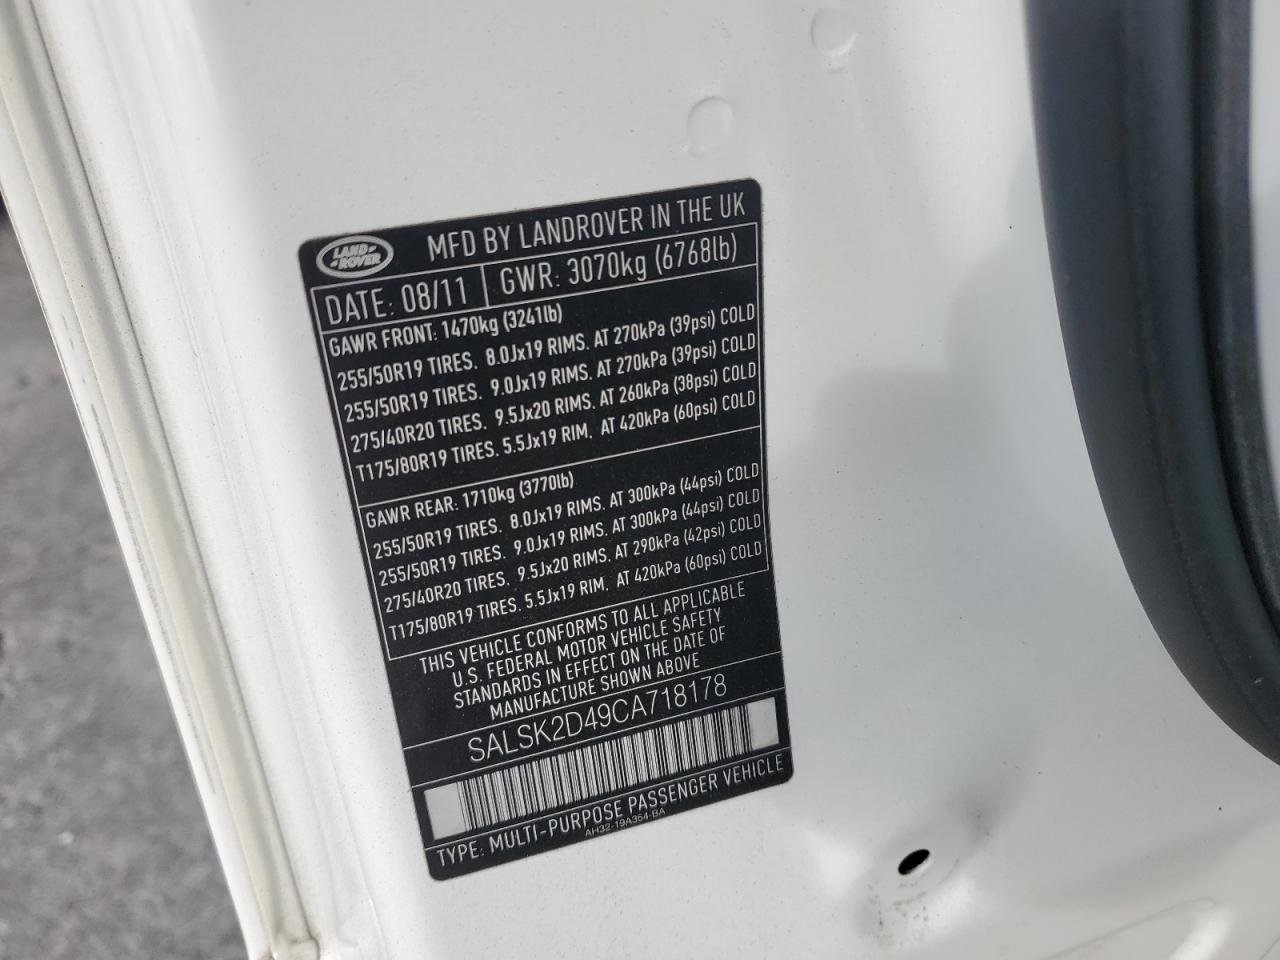 LAND-
-ROVER
MFD BY LANDROVER IN THE UK
DATE: 08/11 GWR: 3070kg (6768lb)
GAWR FRONT: 1470kg (3241lb)
255/50R19 TIRES. 8.0Jx19 RIMS. AT 270kPa (39psi) COLD
255/50R19 TIRES. 9.0Jx19 RIMS. AT 270kPa (39psi) COLD
275/40R20 TIRES. 9.5Jx20 RIMS. AT 260kPa (38psi) COLD
T175/80R19 TIRES. 5.5Jx19 RIM. AT 420kPa (60psi) COLD
GAWR REAR: 1710kg (3770lb)
255/50R19 TIRES. 8.0Jx19 RIMS. AT 300kPa (44psi) COLD
255/50R19 TIRES. 9.0Jx19 RIMS. AT 300kPa (44psi) COLD
275/40R20 TIRES. 9.5Jx20 RIMS. AT 290kPa (42psi) COLD
T175/80R19 TIRES. 5.5Jx19 RIM. AT 420kPa (60psi) COLD
THIS VEHICLE CONFORMS TO ALL APPLICABLE
U.S. FEDERAL MOTOR VEHICLE SAFETY
STANDARDS IN EFFECT ON THE DATE OF
MANUFACTURE SHOWN ABOVE
SALSK2D49CA718178
TYPE: MULTI-PURPOSE PASSENGER VEHICLE
AH32-19A354-BA